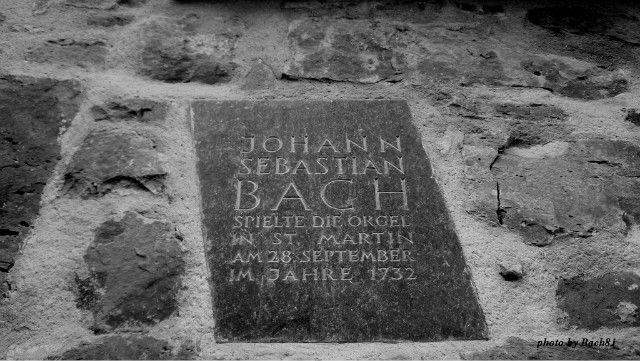 JOHANN
SEBASTIAN
BACH
SPIELTE DIE ORGEL
IN ST. MARTIN
AM 28. SEPTEMBER
IM JAHRE 1732
photo by Bach81